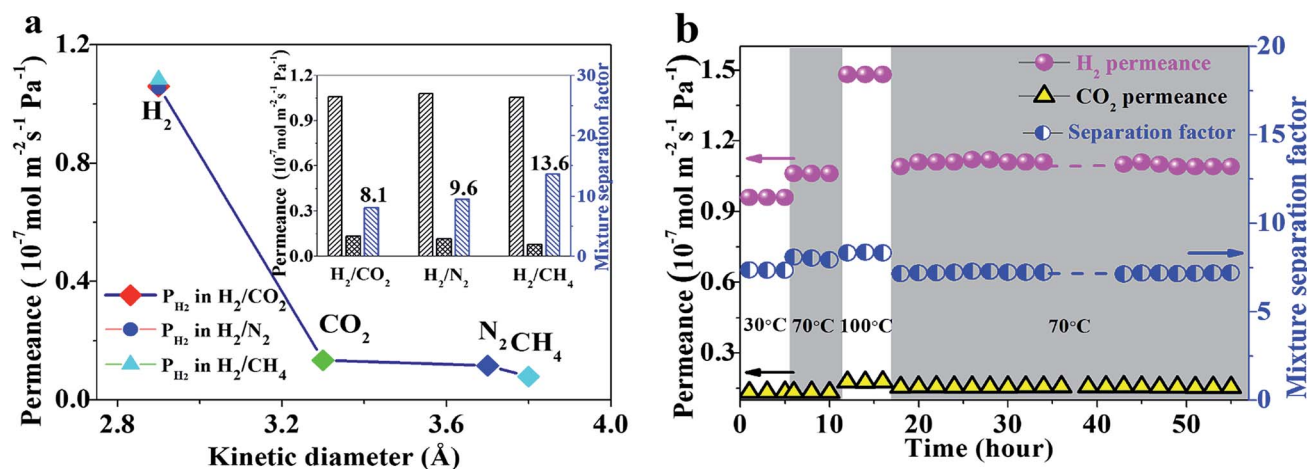 a
Permeance ( 10⁻⁷ mol m⁻² s⁻¹ Pa⁻¹)
1.2
0.8
0.4
0.0
2.8
3.2
3.6
4.0
Kinetic diameter (Å)
H₂
CO₂
N₂ CH₄
P_H2 in H₂/CO₂
P_H2 in H₂/N₂
P_H2 in H₂/CH₄
Permeance (10⁻⁷ mol m⁻² s⁻¹ Pa⁻¹)
1.2
0.9
0.6
0.3
0.0
8.1
9.6
13.6
H₂/CO₂
H₂/N₂
H₂/CH₄
30
20
10
0
Mixture separation factor
b
Permeance (10⁻⁷ mol m⁻² s⁻¹ Pa⁻¹)
1.5
1.2
0.9
0.6
0.3
H₂ permeance
CO₂ permeance
Separation factor
30°C
70°C
100°C
70°C
0
10
20
30
40
50
Time (hour)
20
15
10
5
0
Mixture separation factor